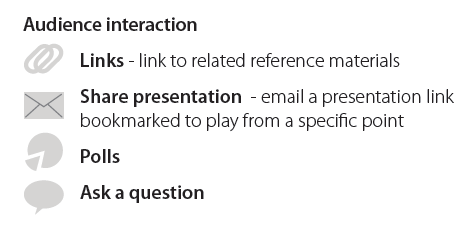 Audience interaction
Links - link to related reference materials
Share presentation - email a presentation link
bookmarked to play from a specific point
Polls
Ask a question